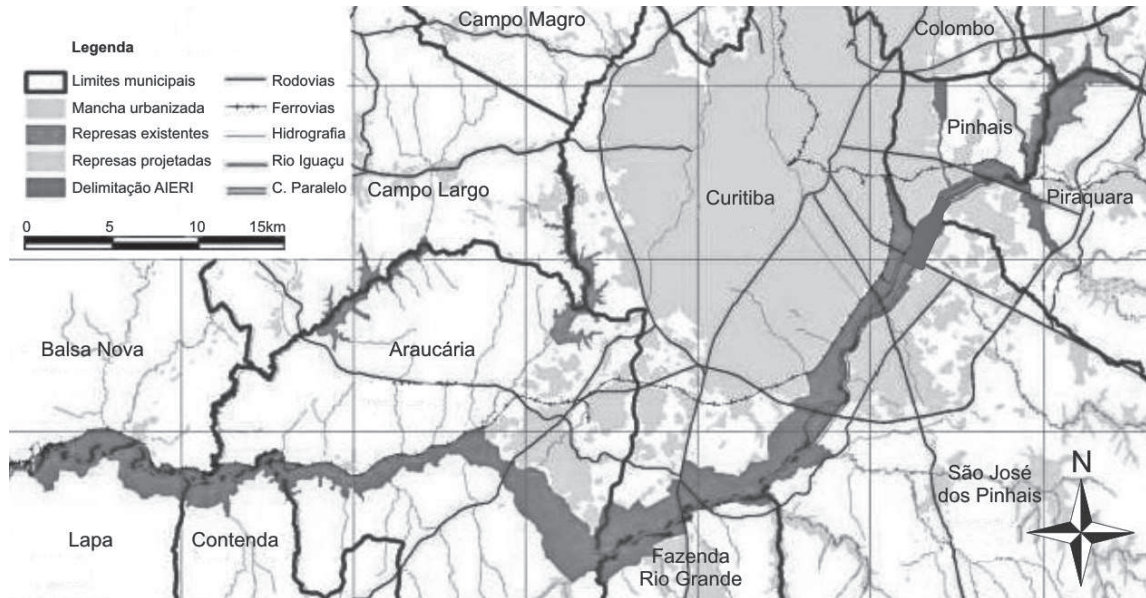 Campo Magro
Colombo
Legenda
Limites municipais
Mancha urbanizada
Represas existentes
Represas projetadas
Delimitação AIERI
Rodovias
Ferrovias
Hidrografia
Rio Iguaçu
C. Paralelo
0 5 10 15km
Pinhais
Campo Largo
Curitiba
Piraquara
Balsa Nova
Araucária
N
São José
dos Pinhais
Lapa
Contenda
Fazenda
Rio Grande